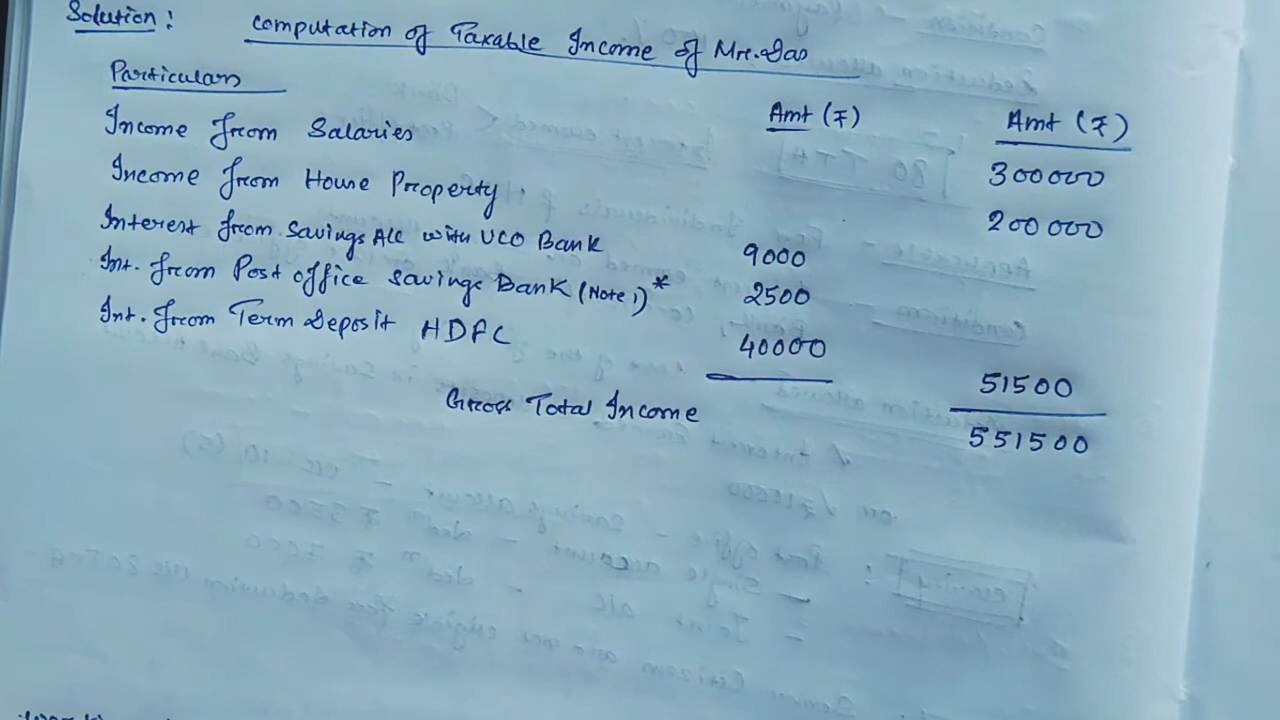 Solution:
Computation of Taxable Income of Mr. Das
Particulars
Amt (₹) Amt (₹)
Income from Salaries 300000
Income from House Property 200000
Interest from Savings A/c with UCO Bank 9000
Int. from Post office Savings Bank (Note 1)* 2500
Int. from Term Deposit HDFC 40000 51500
Gross Total Income 551500